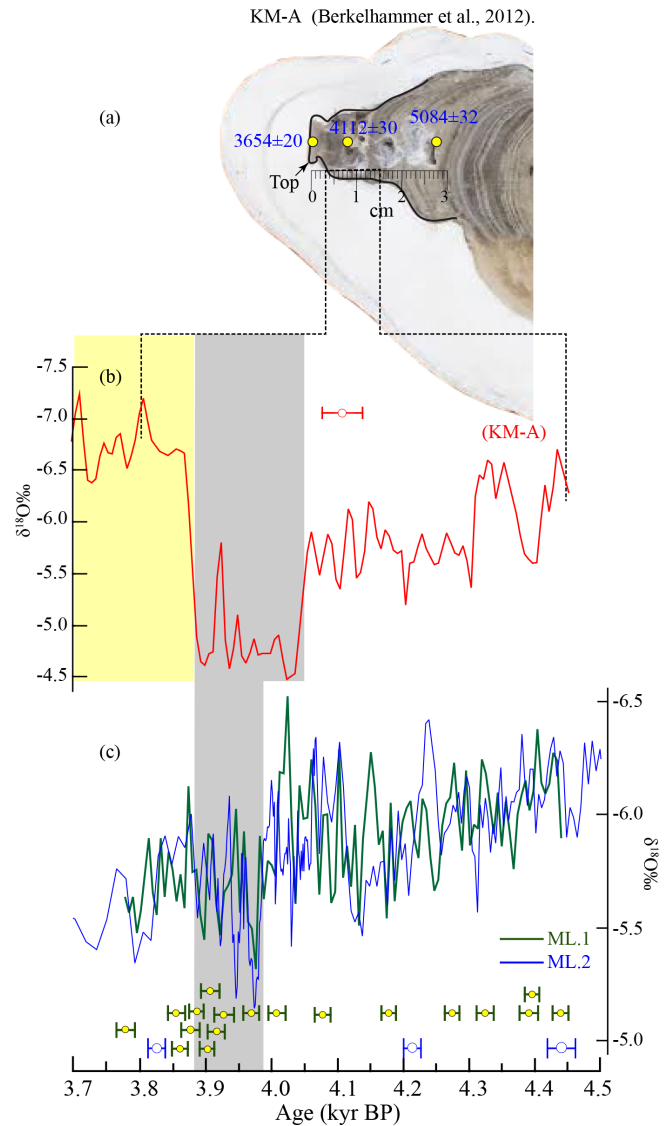 KM-A (Berkelhammer et al., 2012).
(a)
5084±32
3654±20
4112±30
Top
0 1 2 3
cm
-7.5
(b)
-7.0
(KM-A)
-6.5
-6.0
-5.5
-5.0
-4.5
δ¹⁸O‰
-6.5
(c)
-6.0
-5.5
-5.0
δ¹⁸O‰
ML.1
ML.2
3.7 3.8 3.9 4.0 4.1 4.2 4.3 4.4 4.5
Age (kyr BP)